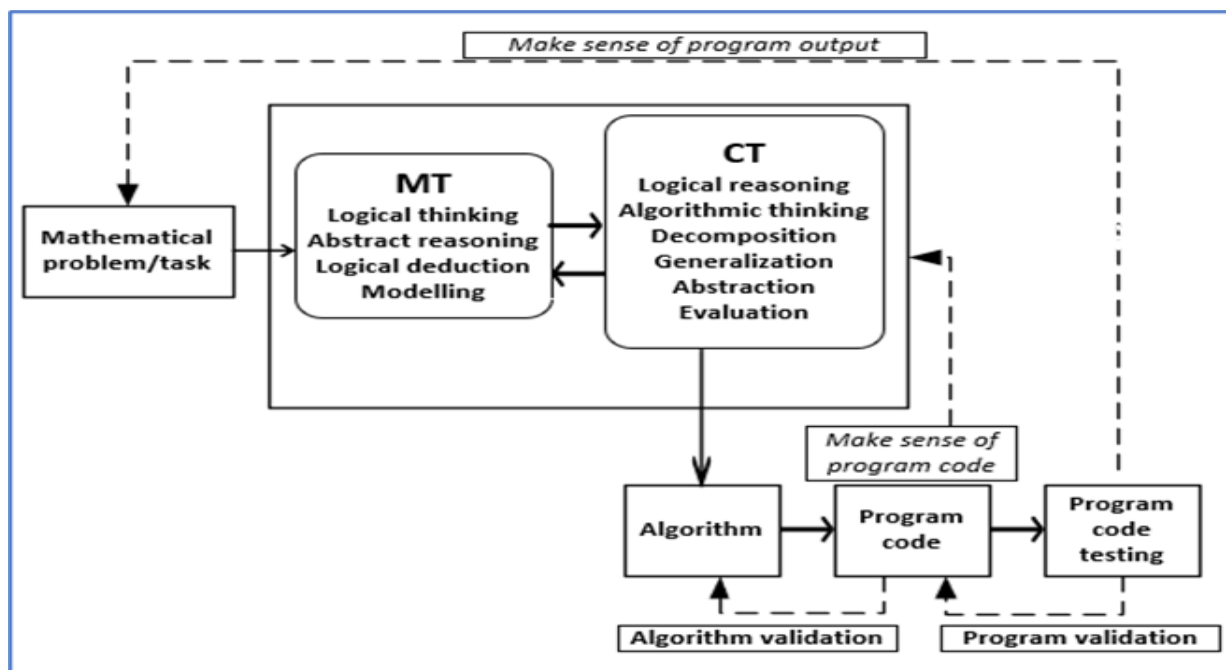 Make sense of program output
Mathematical
problem/task
MT
Logical thinking
Abstract reasoning
Logical deduction
Modelling
CT
Logical reasoning
Algorithmic thinking
Decomposition
Generalization
Abstraction
Evaluation
Make sense of
program code
Algorithm
Program
code
Program
code
testing
Algorithm validation
Program validation